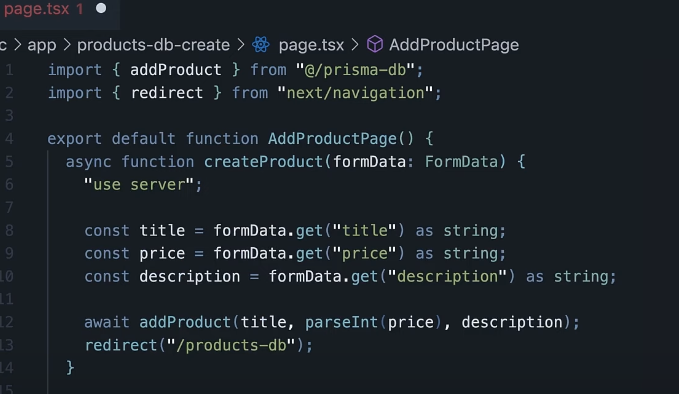 page.tsx 1
c > app > products-db-create > page.tsx > AddProductPage
1 import { addProduct } from "@/prisma-db";
2 import { redirect } from "next/navigation";
3
4 export default function AddProductPage() {
5   async function createProduct(formData: FormData) {
6     "use server";
7
8     const title = formData.get("title") as string;
9     const price = formData.get("price") as string;
10     const description = formData.get("description") as string;
11
12     await addProduct(title, parseInt(price), description);
13     redirect("/products-db");
14   }
15